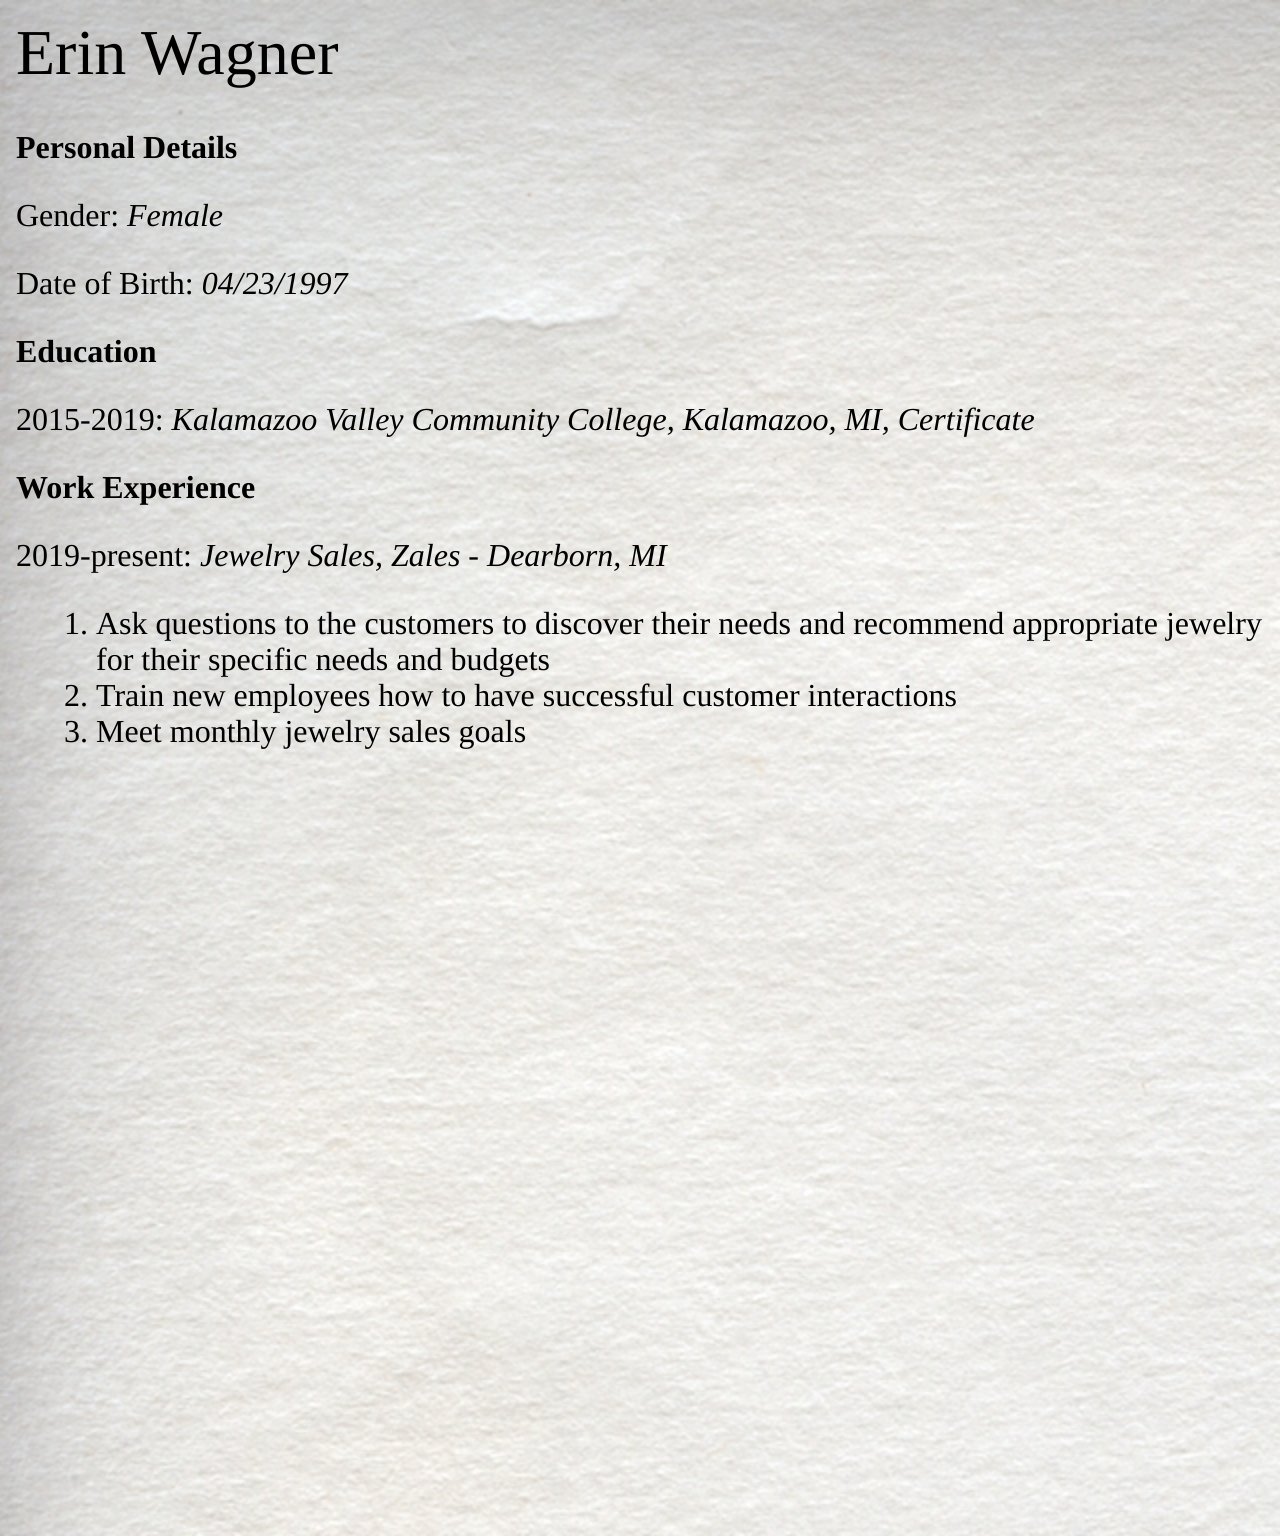 Erin Wagner
Personal Details
Gender: Female
Date of Birth: 04/23/1997
Education
2015-2019: Kalamazoo Valley Community College, Kalamazoo, MI, Certificate
Work Experience
2019-present: Jewelry Sales, Zales - Dearborn, MI
1. Ask questions to the customers to discover their needs and recommend appropriate jewelry
for their specific needs and budgets
2. Train new employees how to have successful customer interactions
3. Meet monthly jewelry sales goals